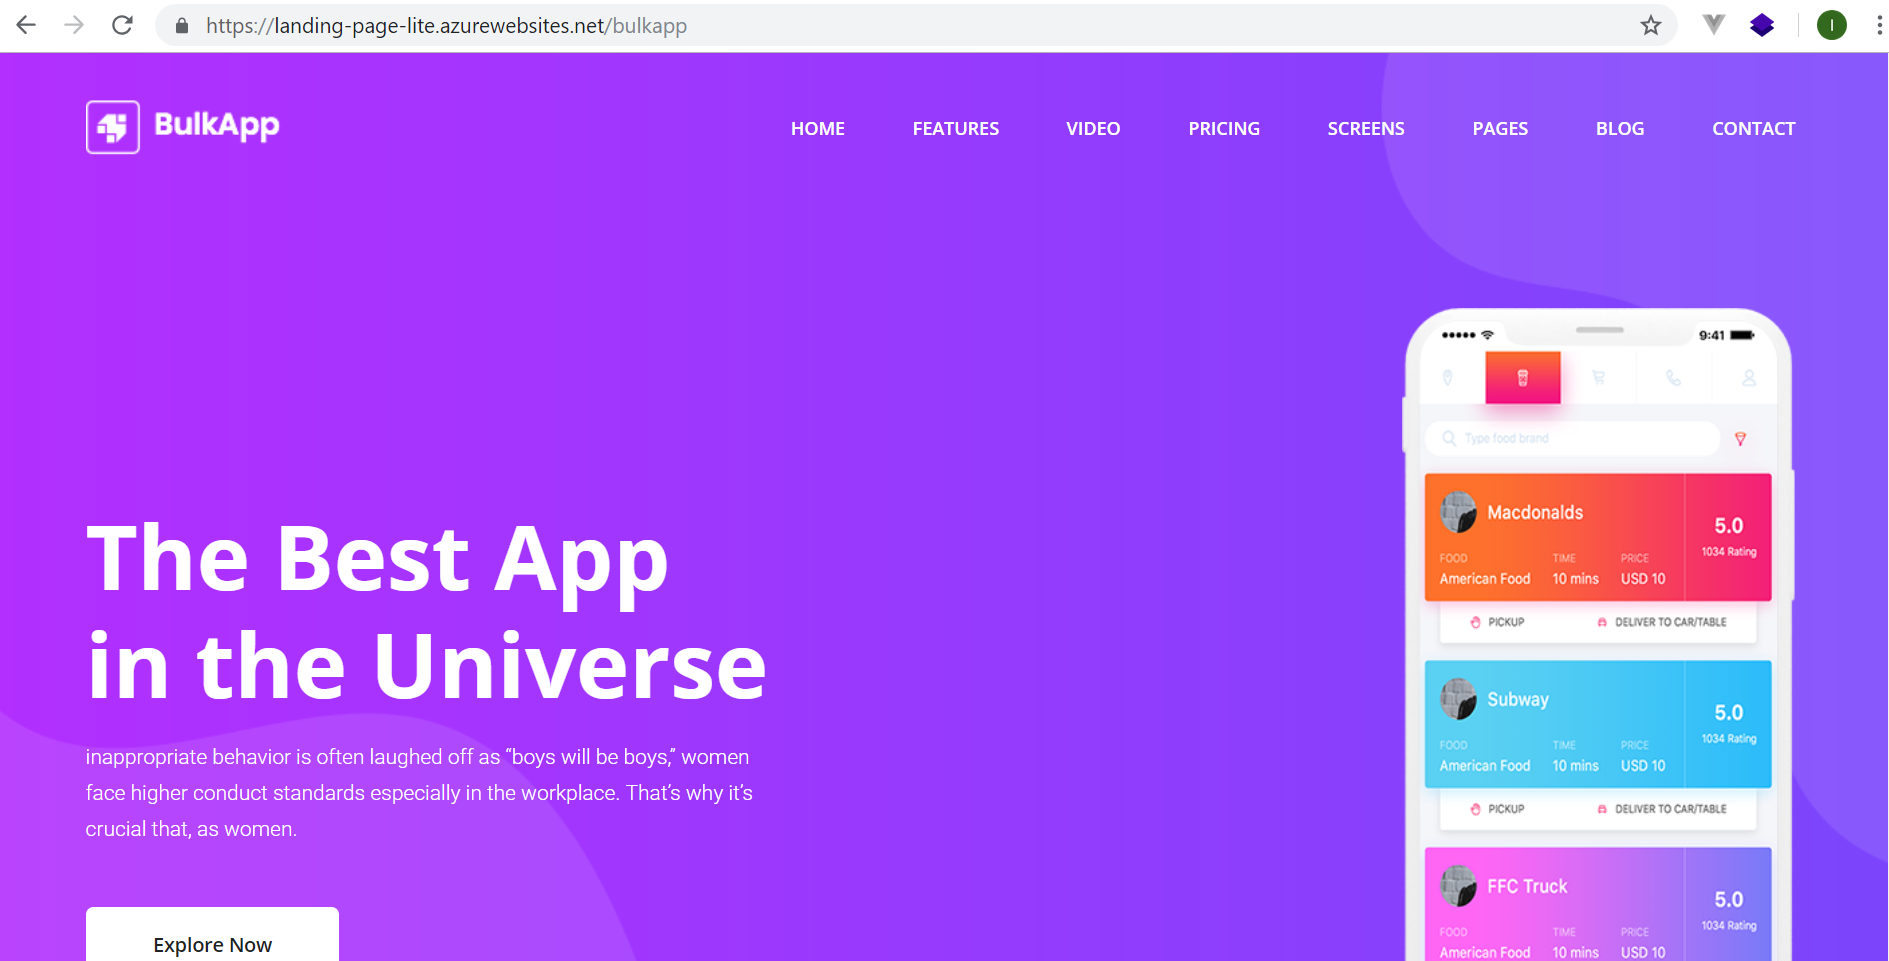 https://landing-page-lite.azurewebsites.net/bulkapp
I
BulkApp
HOME FEATURES VIDEO PRICING SCREENS PAGES BLOG CONTACT
The Best App
in the Universe
inappropriate behavior is often laughed off as “boys will be boys,” women
face higher conduct standards especially in the workplace. That’s why it’s
crucial that, as women.
Explore Now
9:41
Type food brand
Macdonalds
5.0
1034 Rating
FOOD TIME PRICE
American Food 10 mins USD 10
PICKUP DELIVER TO CAR/TABLE
Subway
5.0
1034 Rating
FOOD TIME PRICE
American Food 10 mins USD 10
PICKUP DELIVER TO CAR/TABLE
FFC Truck
5.0
1034 Rating
FOOD TIME PRICE
American Food 10 mins USD 10